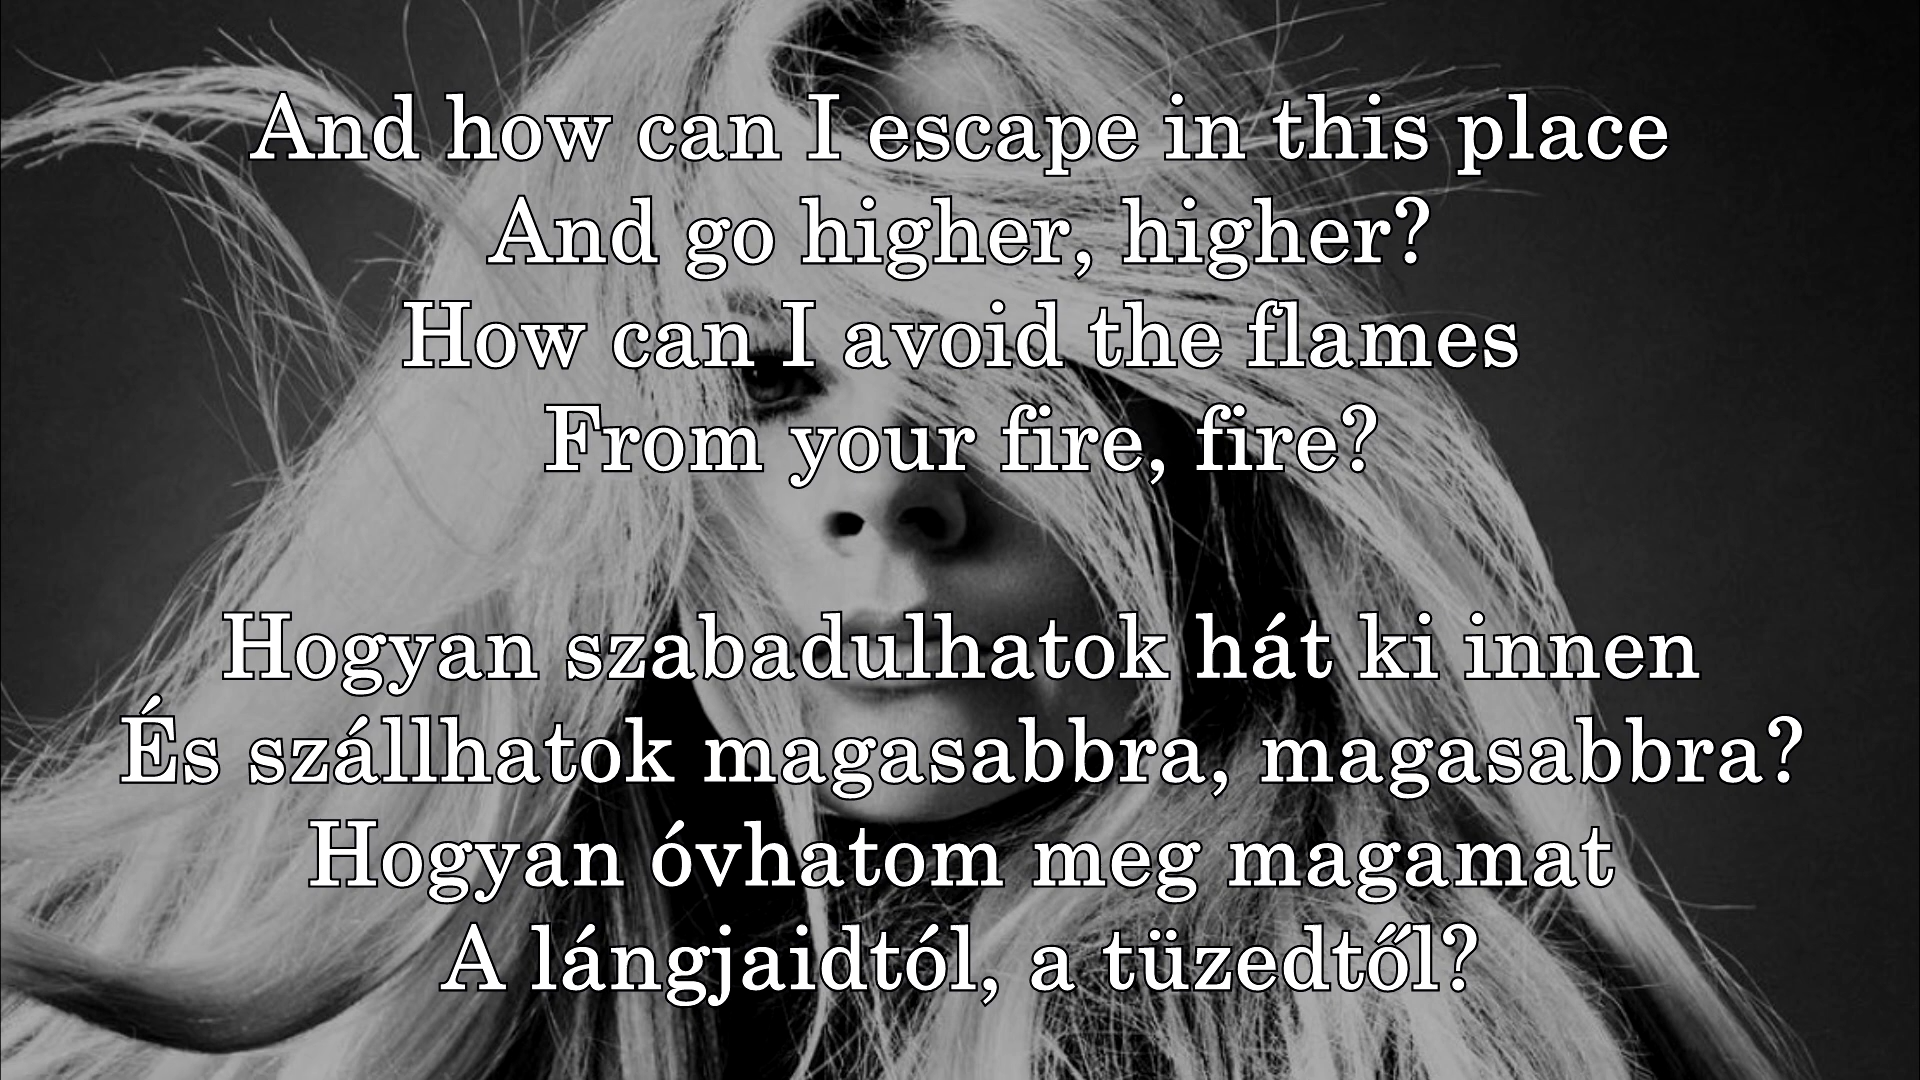 And how can I escape in this place
And go higher, higher?
How can I avoid the flames
From your fire, fire?
Hogyan szabadulhatok hát ki innen
És szállhatok magasabbra, magasabbra?
Hogyan óvhatom meg magamat
A lángjaidtól, a tüzedtől?